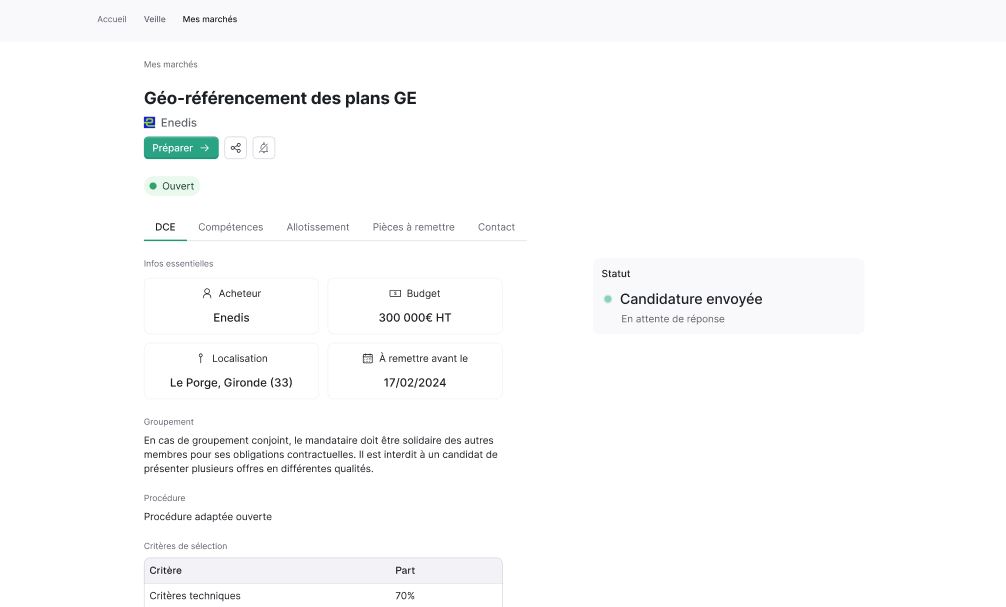 Accueil Veille Mes marchés
Mes marchés
Géo-référencement des plans GE
Enedis
Préparer →
Ouvert
DCE Compétences Allotissement Pièces à remettre Contact
Infos essentielles
Acheteur
Enedis
Budget
300 000€ HT
Localisation
Le Porge, Gironde (33)
À remettre avant le
17/02/2024
Statut
Candidature envoyée
En attente de réponse
Groupement
En cas de groupement conjoint, le mandataire doit être solidaire des autres
membres pour ses obligations contractuelles. Il est interdit à un candidat de
présenter plusieurs offres en différentes qualités.
Procédure
Procédure adaptée ouverte
Critères de sélection
Critère Part
Critères techniques 70%